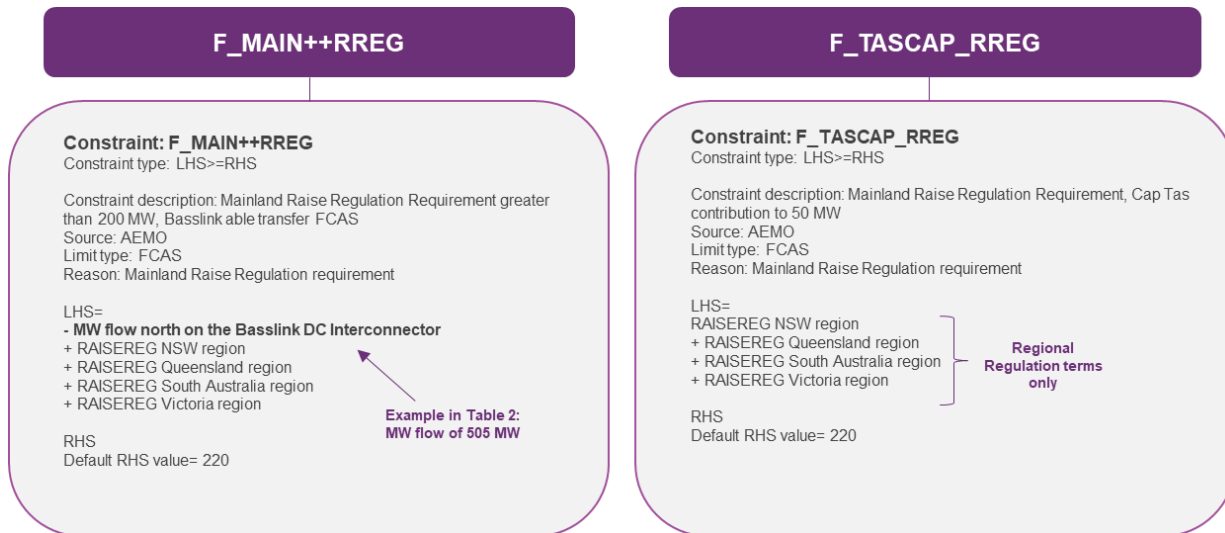 F_MAIN++RREG
Constraint: F_MAIN++RREG
Constraint type: LHS>=RHS
Constraint description: Mainland Raise Regulation Requirement greater
than 200 MW, Basslink able transfer FCAS
Source: AEMO
Limit type: FCAS
Reason: Mainland Raise Regulation requirement
LHS=
- MW flow north on the Basslink DC Interconnector
+ RAISEREG NSW region
+ RAISEREG Queensland region
+ RAISEREG South Australia region
+ RAISEREG Victoria region
Example in Table 2:
MW flow of 505 MW
RHS
Default RHS value= 220
F_TASCAP_RREG
Constraint: F_TASCAP_RREG
Constraint type: LHS>=RHS
Constraint description: Mainland Raise Regulation Requirement, Cap Tas
contribution to 50 MW
Source: AEMO
Limit type: FCAS
Reason: Mainland Raise Regulation requirement
LHS=
RAISEREG NSW region
+ RAISEREG Queensland region
+ RAISEREG South Australia region
+ RAISEREG Victoria region
Regional
Regulation terms
only
RHS
Default RHS value= 220